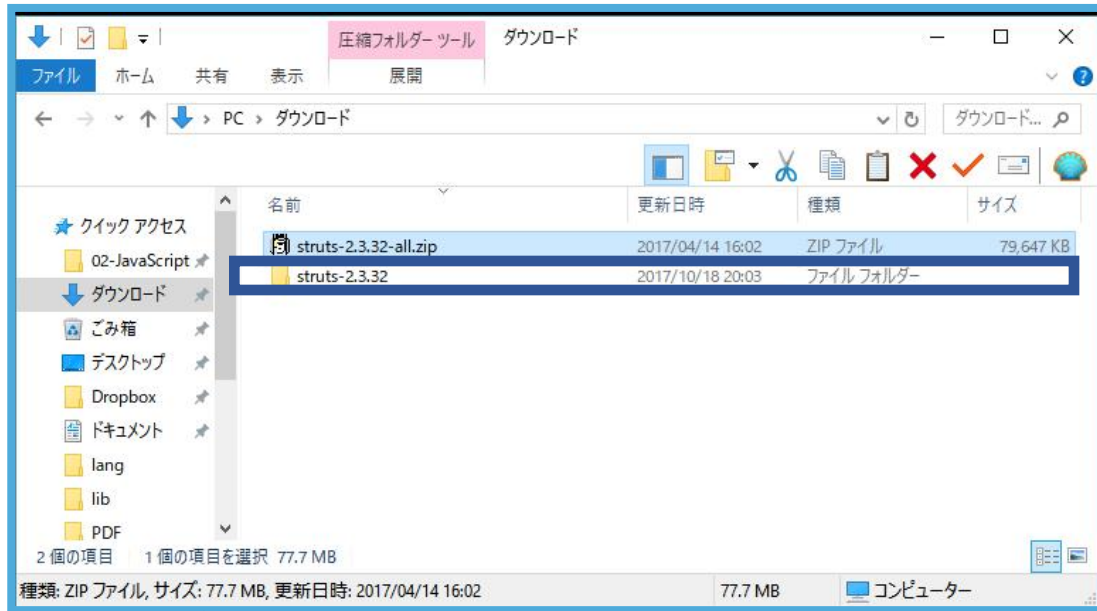 圧縮フォルダー ツール ダウンロード
ファイル ホーム 共有 表示 展開
PC ダウンロード ダウンロード...
名前 更新日時 種類 サイズ
クイック アクセス
struts-2.3.32-all.zip 2017/04/14 16:02 ZIP ファイル 79,647 KB
02-JavaScript
struts-2.3.32 2017/10/18 20:03 ファイル フォルダー
ダウンロード
ごみ箱
デスクトップ
Dropbox
ドキュメント
lang
lib
PDF
2 個の項目 1 個の項目を選択 77.7 MB
種類: ZIP ファイル, サイズ: 77.7 MB, 更新日時: 2017/04/14 16:02 77.7 MB コンピューター